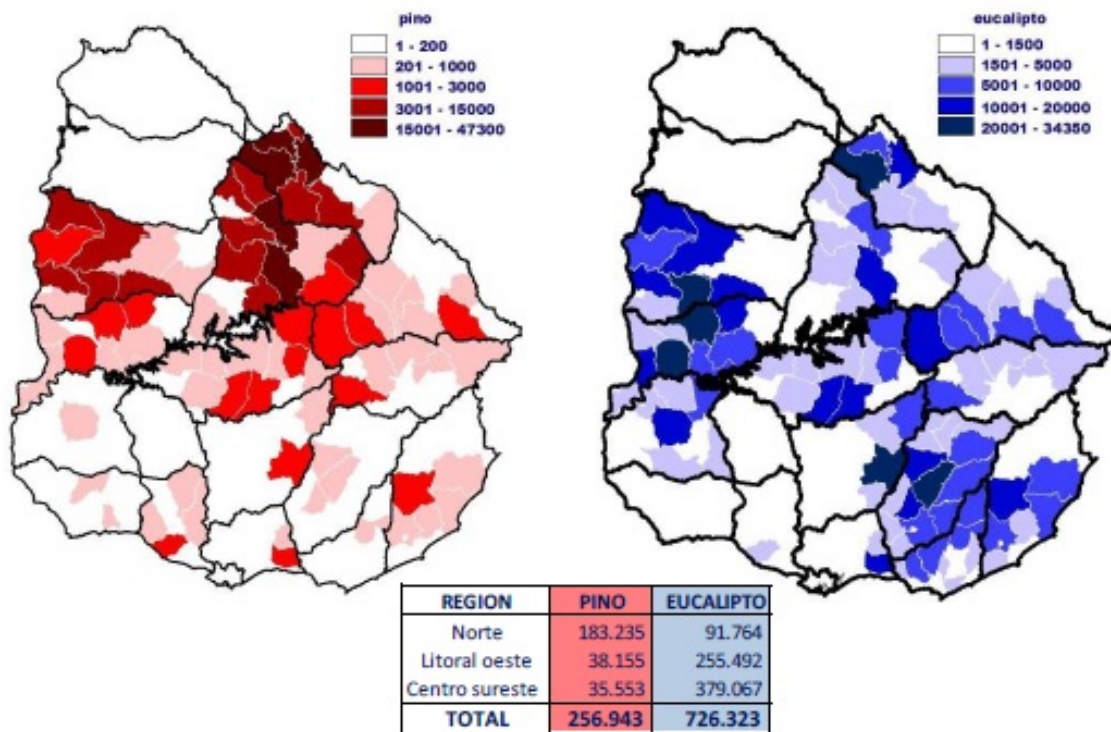 pino
1 - 200
201 - 1000
1001 - 3000
3001 - 15000
15001 - 47300
eucalipto
1 - 1500
1501 - 5000
5001 - 10000
10001 - 20000
20001 - 34350
REGION PINO EUCALIPTO
Norte 183.235 91.764
Litoral oeste 38.155 255.492
Centro sureste 35.553 379.067
TOTAL 256.943 726.323